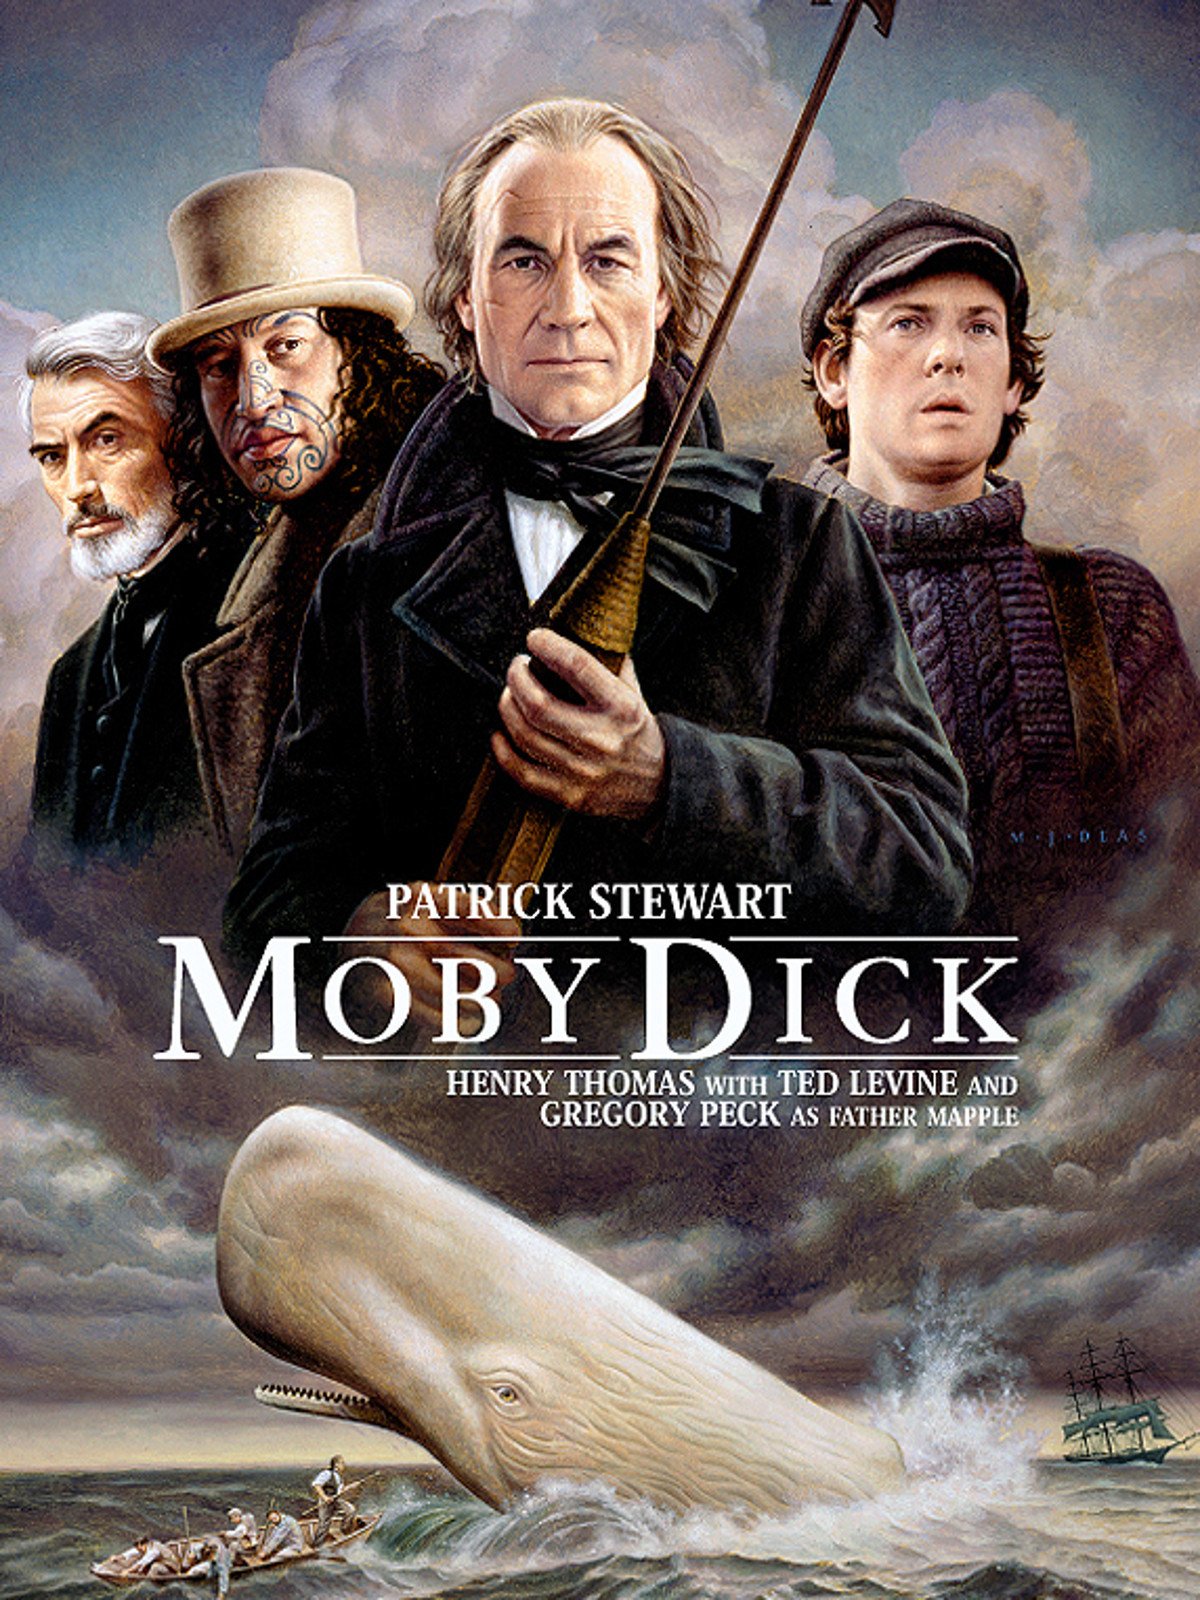 M·J·DEAS
PATRICK STEWART
MOBY DICK
HENRY THOMAS WITH TED LEVINE AND
GREGORY PECK AS FATHER MAPPLE